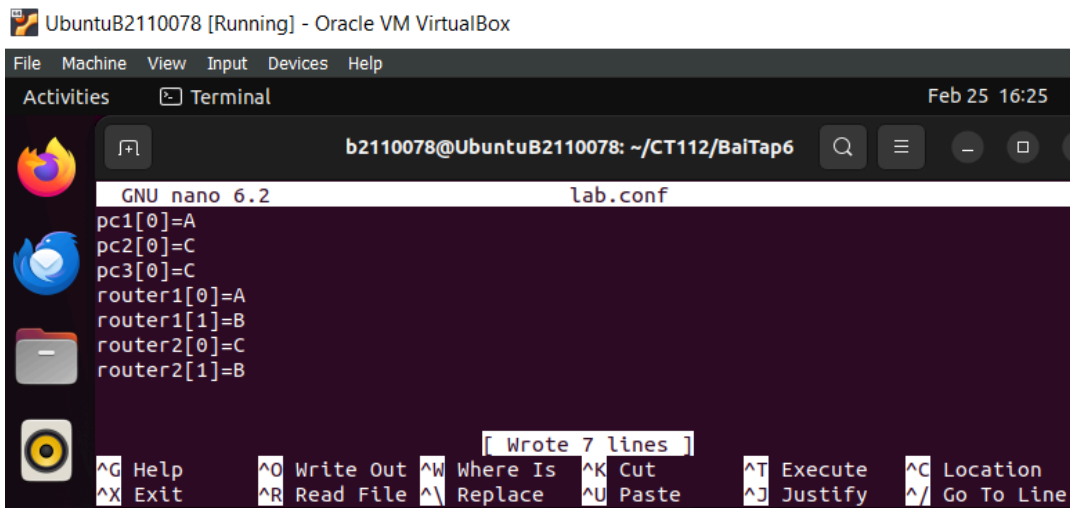 UbuntuB2110078 [Running] - Oracle VM VirtualBox
File Machine View Input Devices Help
Activities Terminal Feb 25 16:25
b2110078@UbuntuB2110078: ~/CT112/BaiTap6
GNU nano 6.2 lab.conf
pc1[0]=A
pc2[0]=C
pc3[0]=C
router1[0]=A
router1[1]=B
router2[0]=C
router2[1]=B
[ Wrote 7 lines ]
^G Help ^O Write Out ^W Where Is ^K Cut ^T Execute ^C Location
^X Exit ^R Read File ^\ Replace ^U Paste ^J Justify ^/ Go To Line